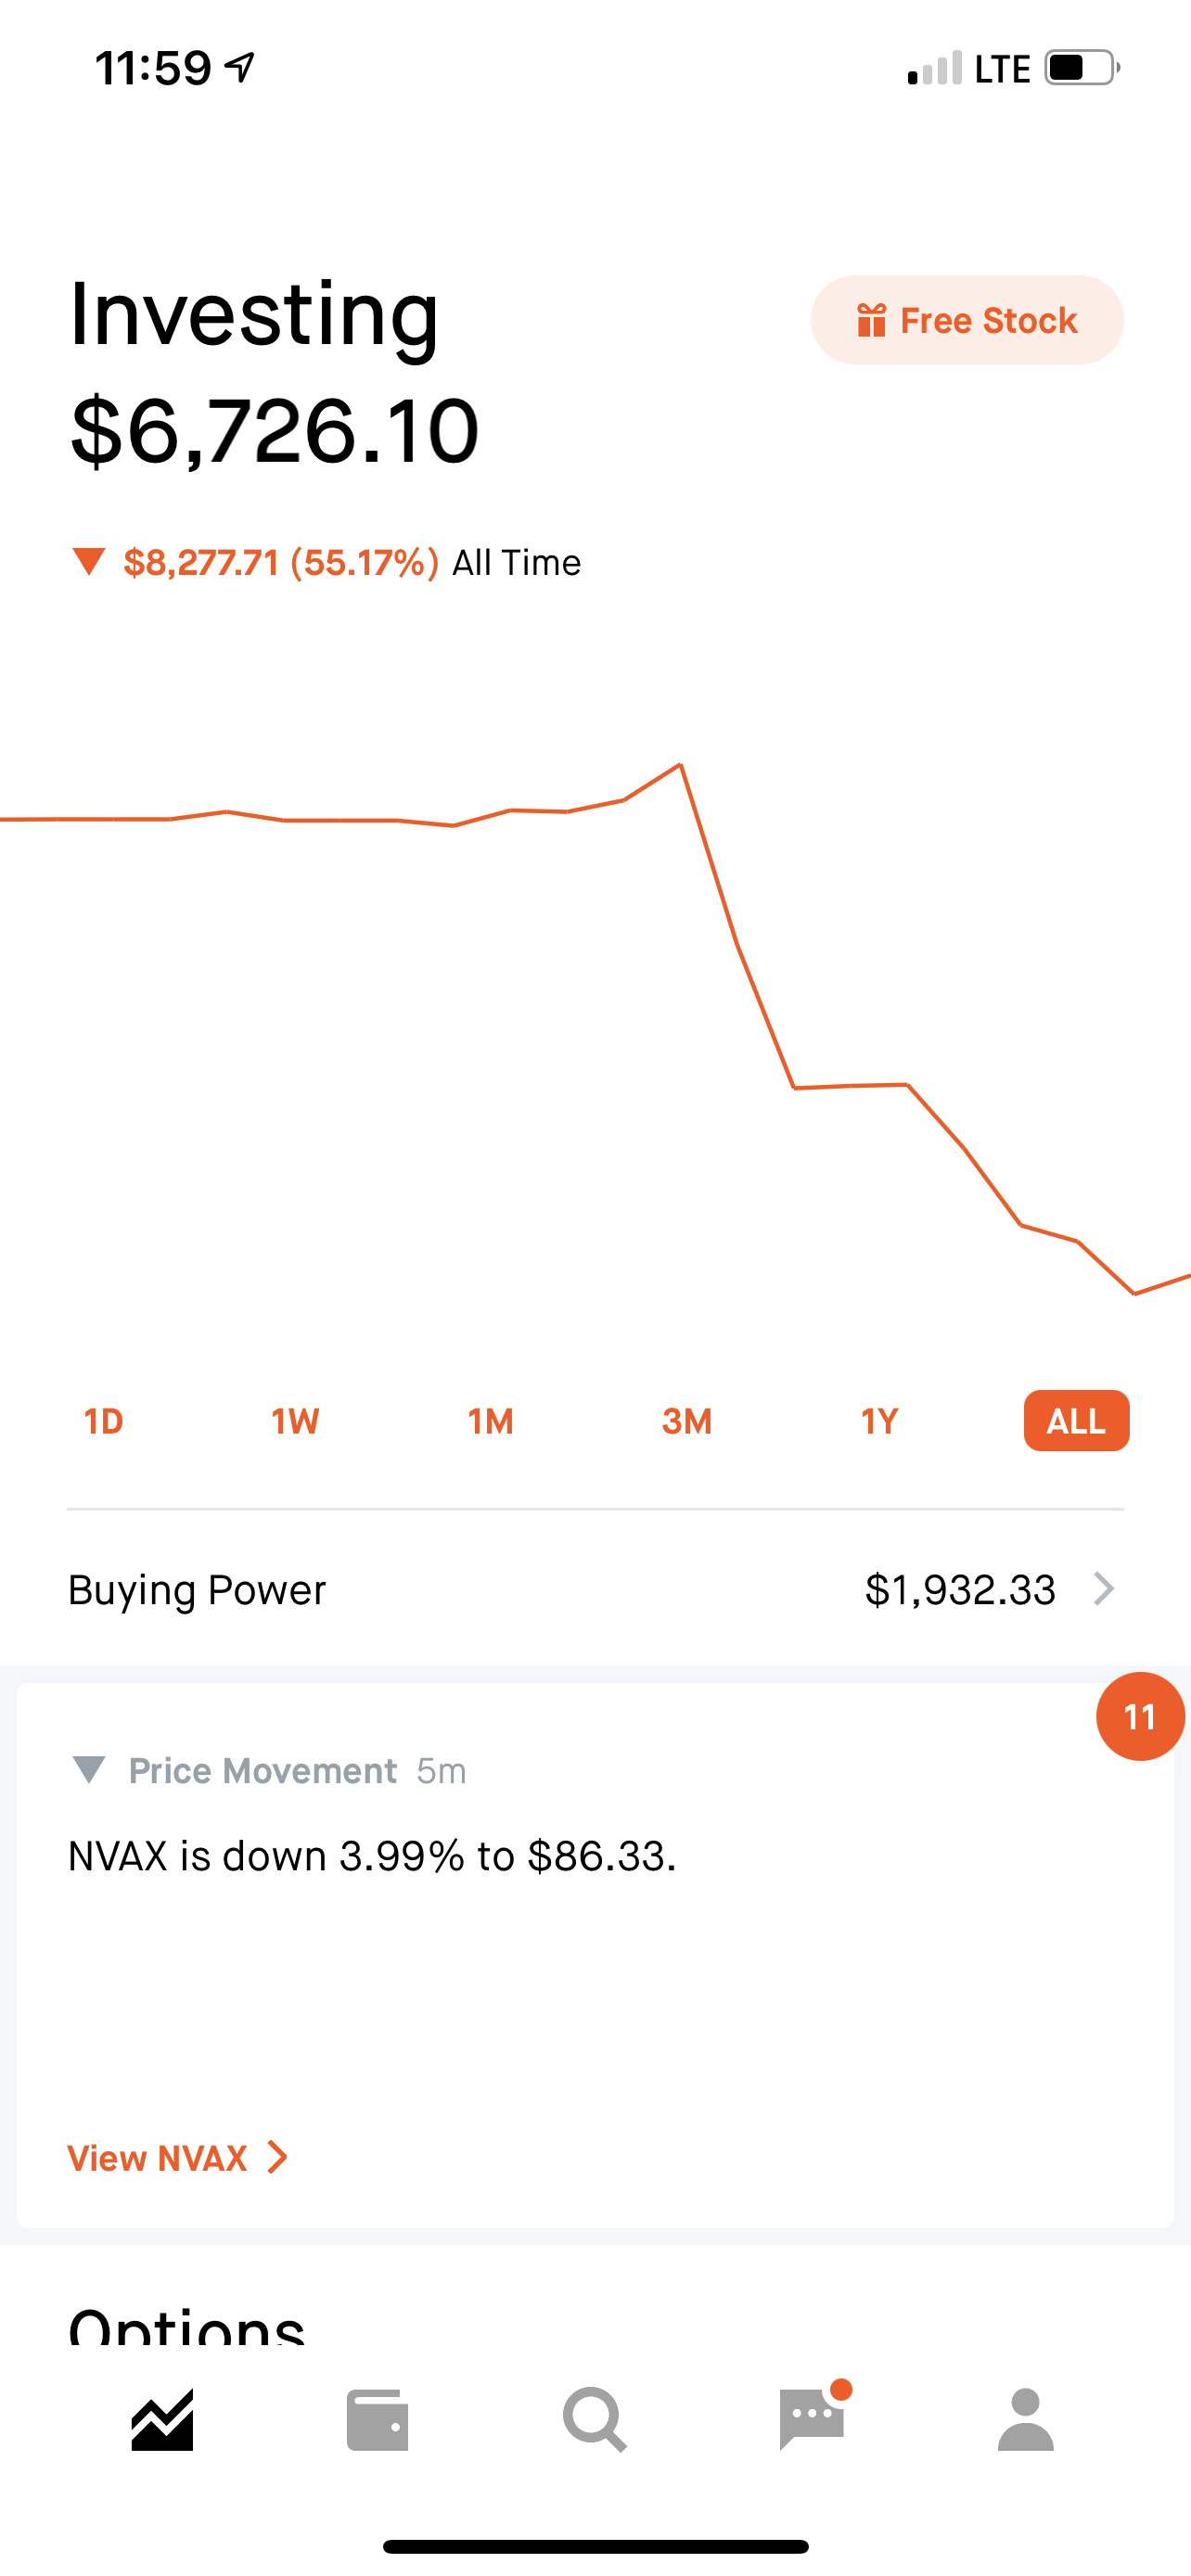 11:59 LTE
Investing
Free Stock
$6,726.10
$8,277.71 (55.17%) All Time
1D 1W 1M 3M 1Y ALL
Buying Power $1,932.33
11
Price Movement 5m
NVAX is down 3.99% to $86.33.
View NVAX
Options